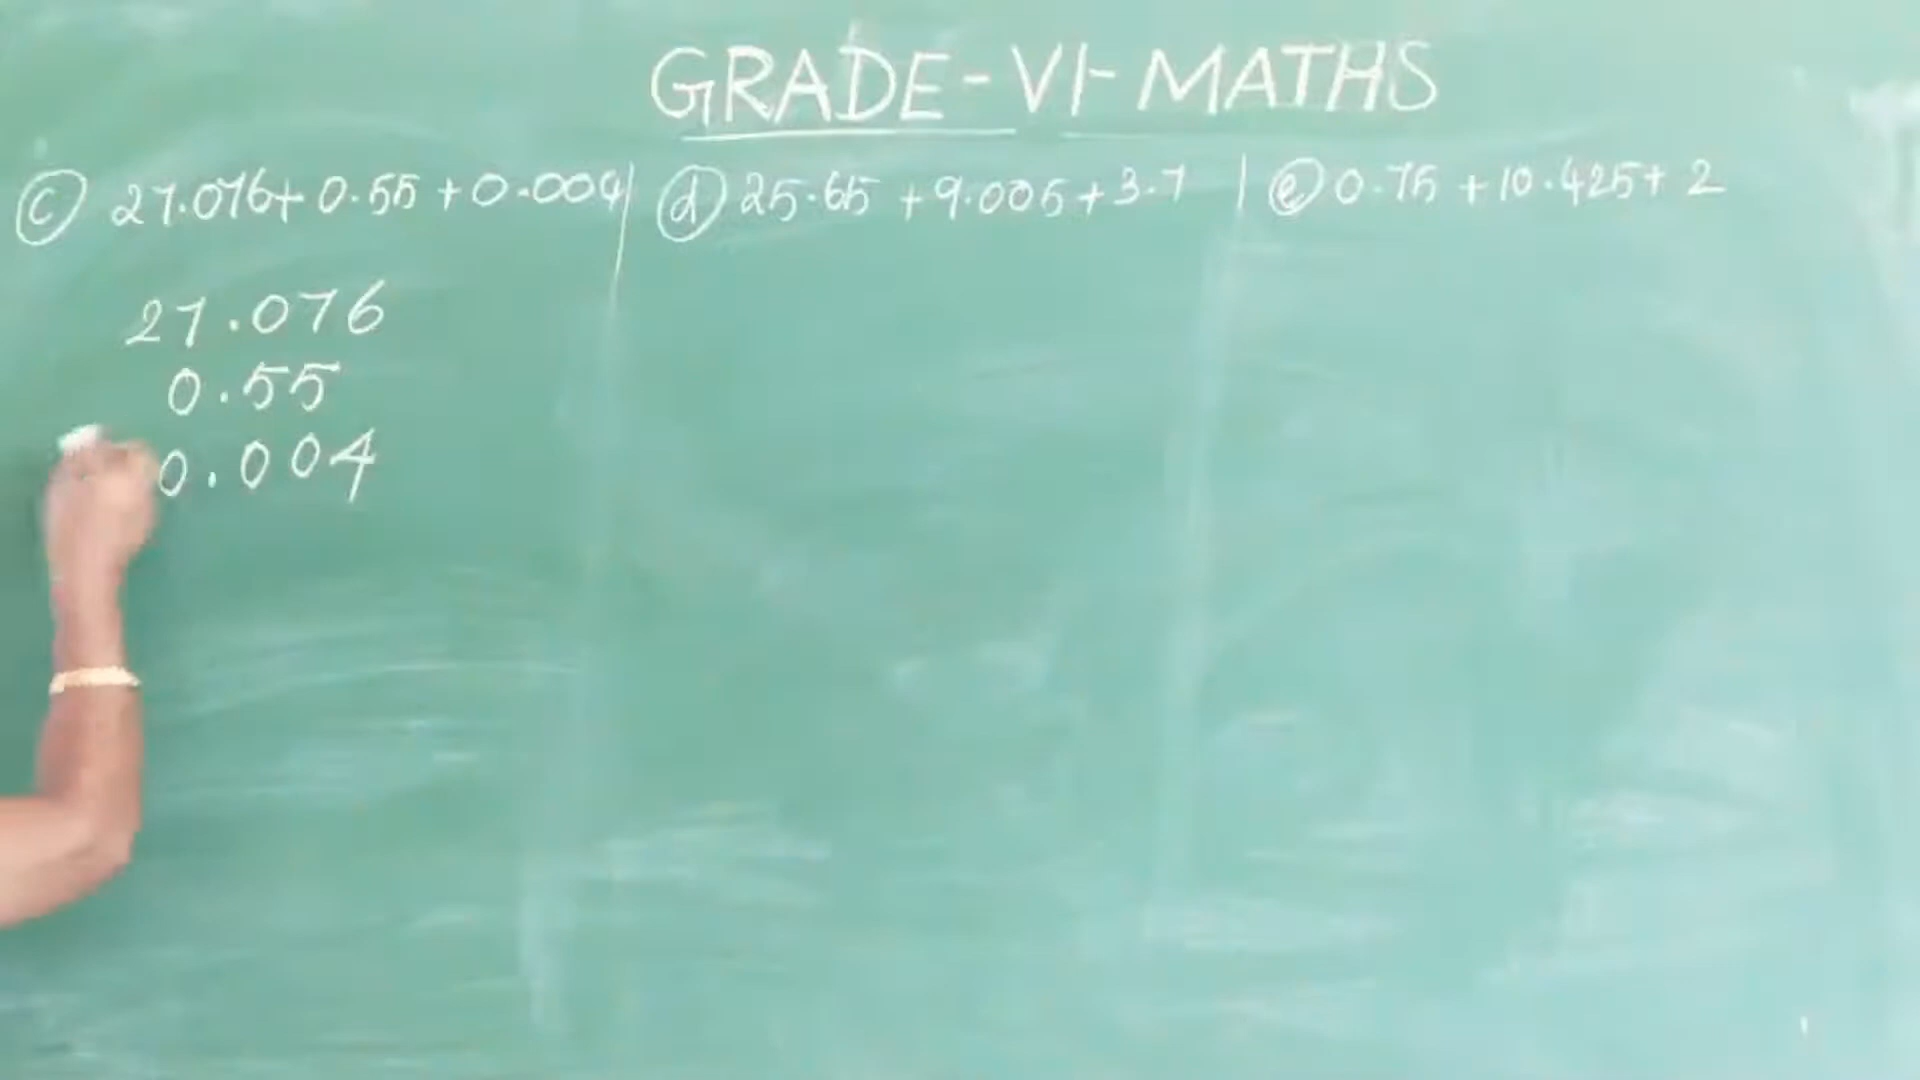 GRADE-VI-MATHS
(c) 27.076+ 0.55 +0.004 | (d) 25.65 +9.005+3.7 | (e) 0.75 +10.425+ 2
27.076
0.55
0.004